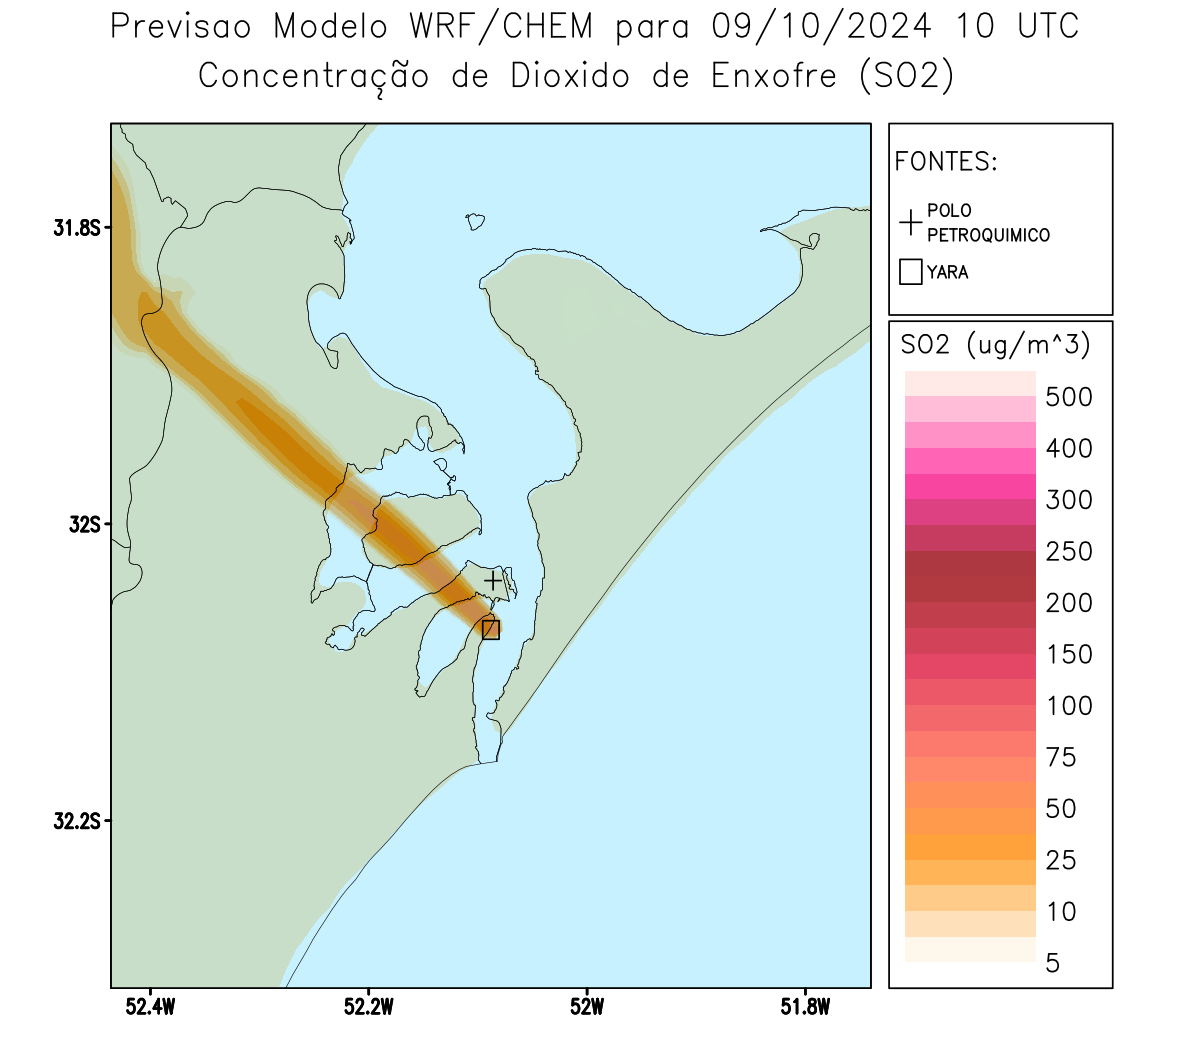 Previsao Modelo WRF/CHEM para 09/10/2024 10 UTC
Concentração de Dioxido de Enxofre (SO2)
FONTES:
POLO
PETROQUIMICO
YARA
31.8S
32S
32.2S
52.4W
52.2W
52W
51.8W
SO2 (ug/m^3)
500
400
300
250
200
150
100
75
50
25
10
5